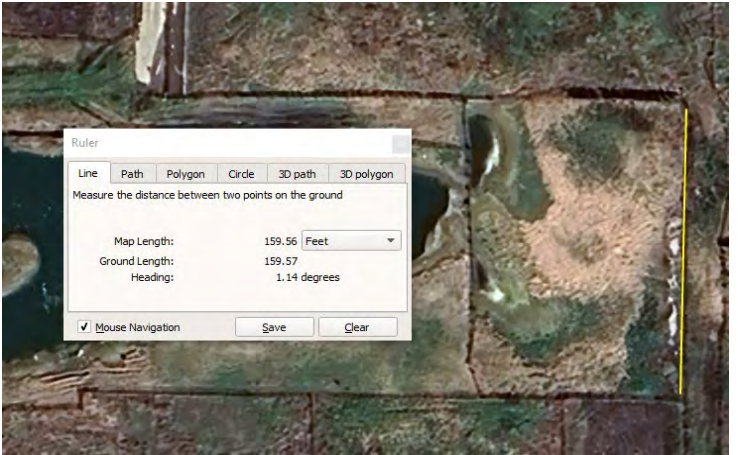 Ruler
Line Path Polygon Circle 3D path 3D polygon
Measure the distance between two points on the ground
Map Length: 159.56 Feet
Ground Length: 159.57
Heading: 1.14 degrees
Mouse Navigation Save Clear